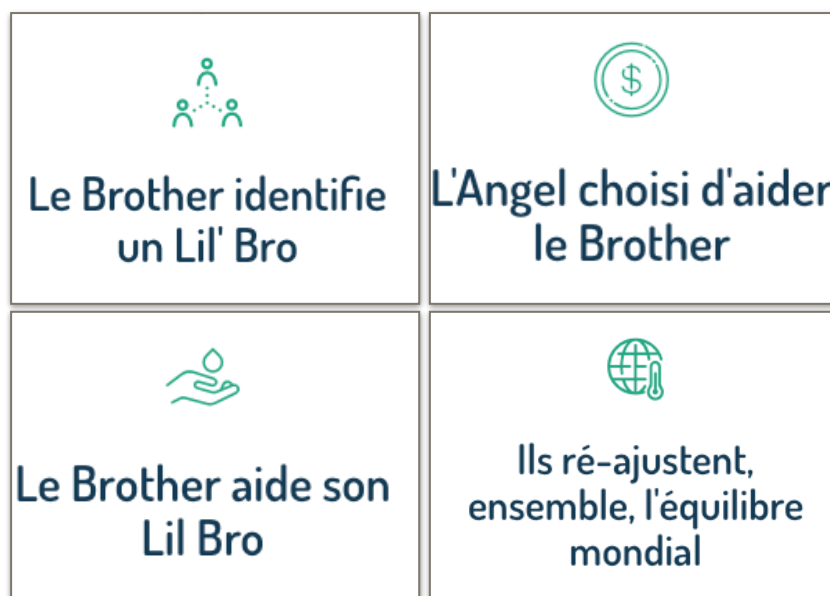 Le Brother identifie
un Lil' Bro
L'Angel choisi d'aider
le Brother
Le Brother aide son
Lil Bro
Ils ré-ajustent,
ensemble, l'équilibre
mondial